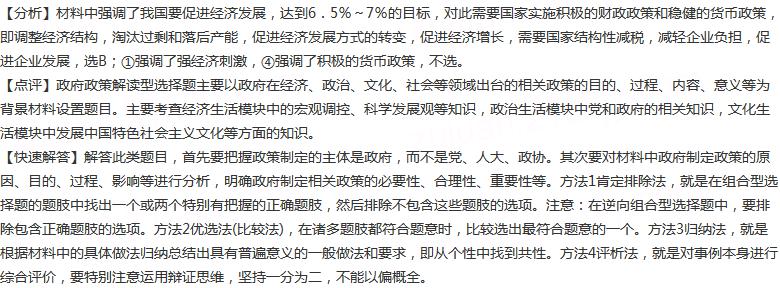 【分析】材料中强调了我国要促进经济发展，达到6．5%～7%的目标，对此需要国家实施积极的财政政策和稳健的货币政策，
即调整经济结构，淘汰过剩和落后产能，促进经济发展方式的转变，促进经济增长，需要国家结构性减税，减轻企业负担，促
进企业发展，选B；①强调了强经济刺激，④强调了积极的货币政策，不选。
【点评】政府政策解读型选择题主要以政府在经济、政治、文化、社会等领域出台的相关政策的目的、过程、内容、意义等为
背景材料设置题目。主要考查经济生活模块中的宏观调控、科学发展观等知识，政治生活模块中党和政府的相关知识，文化生
活模块中发展中国特色社会主义文化等方面的知识。
【快速解答】解答此类题目，首先要把握政策制定的主体是政府，而不是党、人大、政协。其次要对材料中政府制定政策的原
因、目的、过程、影响等进行分析，明确政府制定相关政策的必要性、合理性、重要性等。方法1肯定排除法，就是在组合型选
择题的题肢中找出一个或两个特别有把握的正确题肢，然后排除不包含这些题肢的选项。注意：在逆向组合型选择题中，要排
除包含正确题肢的选项。方法2优选法(比较法)，在诸多题肢都符合题意时，比较选出最符合题意的一个。方法3归纳法，就是
根据材料中的具体做法归纳总结出具有普遍意义的一般做法和要求，即从个性中找到共性。方法4评析法，就是对事例本身进行
综合评价，要特别注意运用辩证思维，坚持一分为二，不能以偏概全。